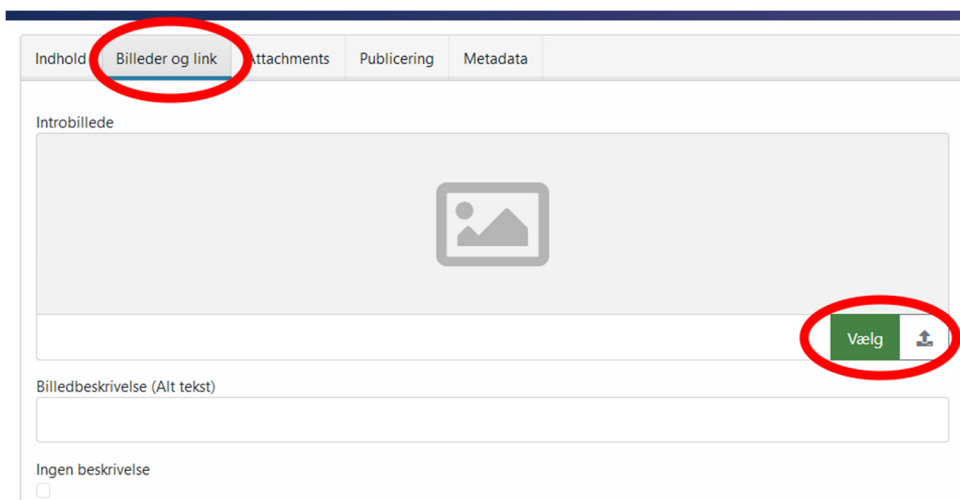 Indhold Billeder og link Attachments Publicering Metadata
Introbillede
Vælg
Billedbeskrivelse (Alt tekst)
Ingen beskrivelse